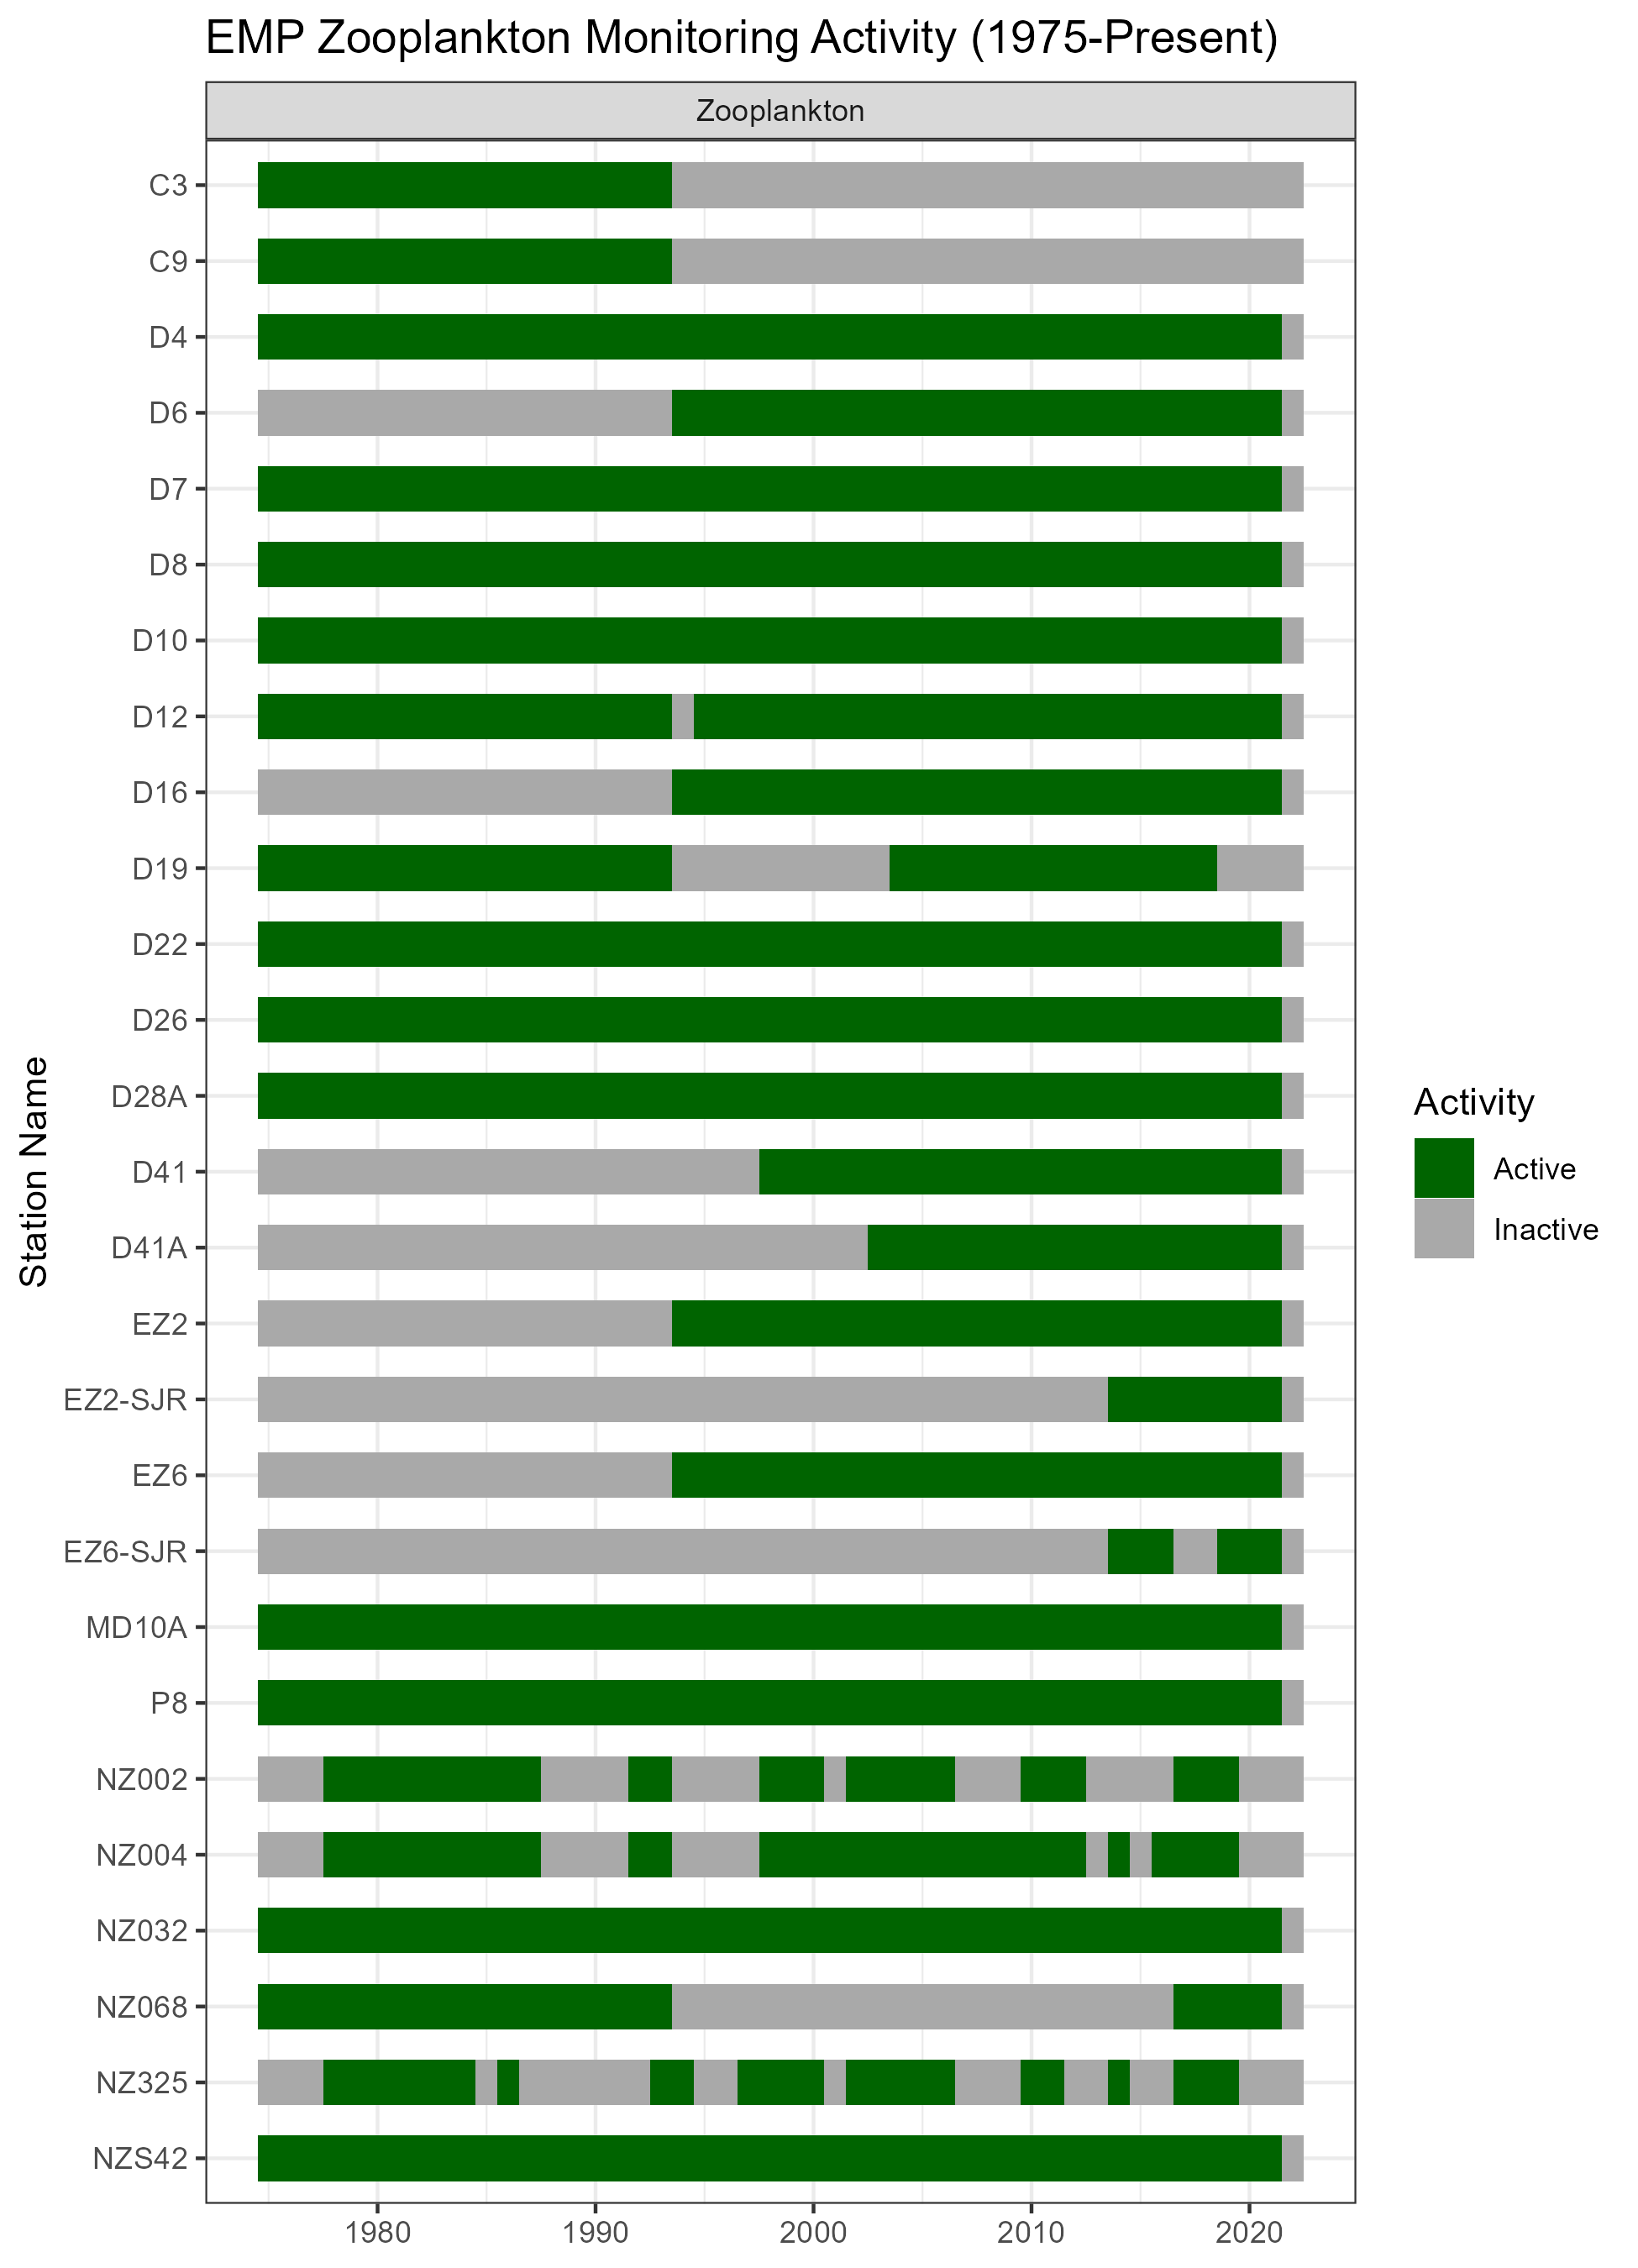 EMP Zooplankton Monitoring Activity (1975-Present)
Zooplankton
Station Name
C3
C9
D4
D6
D7
D8
D10
D12
D16
D19
D22
D26
D28A
D41
D41A
EZ2
EZ2-SJR
EZ6
EZ6-SJR
MD10A
P8
NZ002
NZ004
NZ032
NZ068
NZ325
NZS42
1980 1990 2000 2010 2020
Activity
Active
Inactive